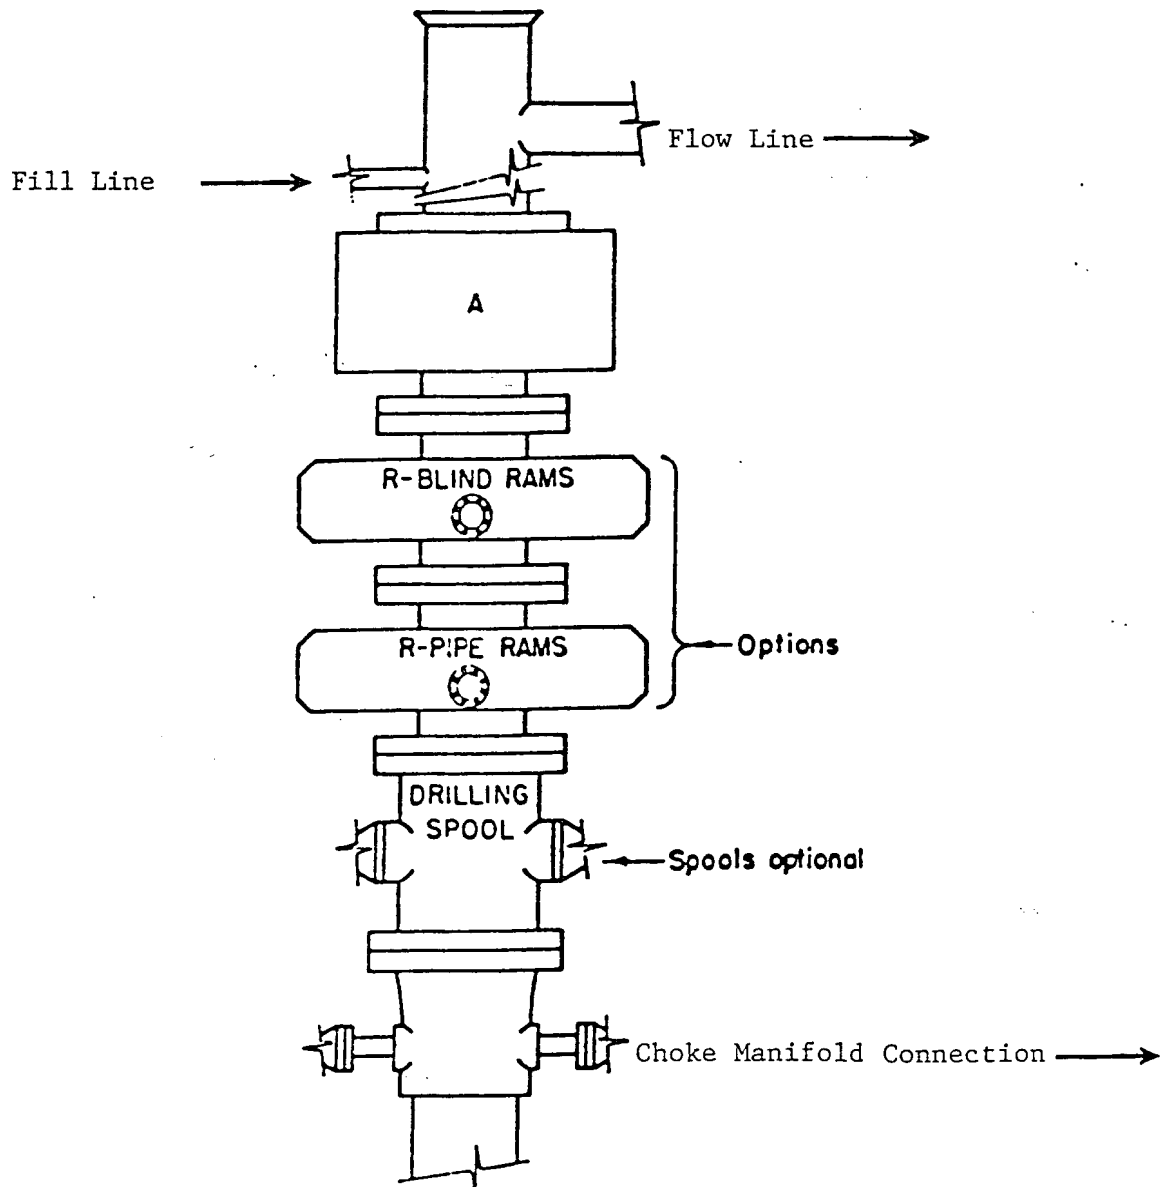 Flow Line
Fill Line
A
R-BLIND RAMS
R-PIPE RAMS
Options
DRILLING
SPOOL
Spools optional
Choke Manifold Connection